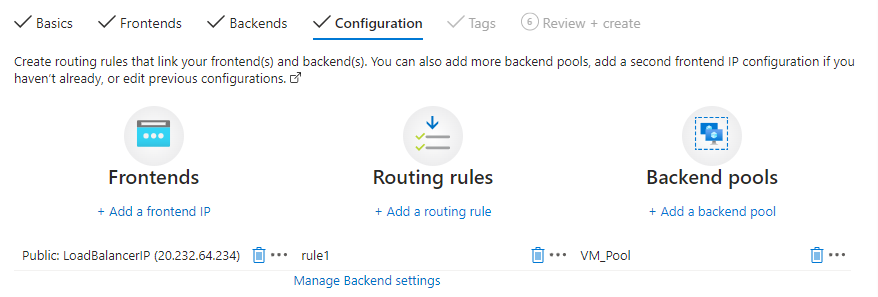 Basics Frontends Backends Configuration Tags 6 Review + create
Create routing rules that link your frontend(s) and backend(s). You can also add more backend pools, add a second frontend IP configuration if you
haven't already, or edit previous configurations.
Frontends Routing rules Backend pools
+ Add a frontend IP + Add a routing rule + Add a backend pool
Public: LoadBalancerIP (20.232.64.234) rule1 VM_Pool
Manage Backend settings